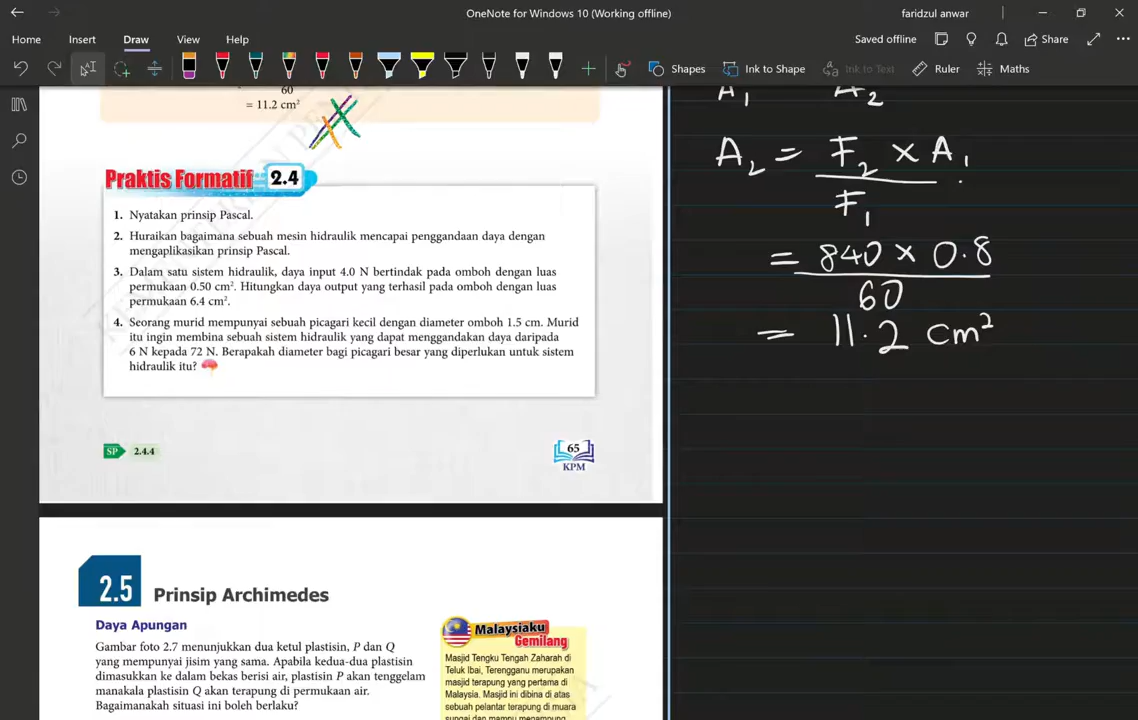 OneNote for Windows 10 (Working offline)
faridzul anwar
Home
Insert
Draw
View
Help
Saved offline
Share
Shapes
Ink to Shape
Ink to Text
Ruler
Maths
60
= 11.2 cm²
Praktis Formatif 2.4
1. Nyatakan prinsip Pascal.
2. Huraikan bagaimana sebuah mesin hidraulik mencapai penggandaan daya dengan
mengaplikasikan prinsip Pascal.
3. Dalam satu sistem hidraulik, daya input 4.0 N bertindak pada omboh dengan luas
permukaan 0.50 cm². Hitungkan daya output yang terhasil pada omboh dengan luas
permukaan 6.4 cm².
4. Seorang murid mempunyai sebuah picagari kecil dengan diameter omboh 1.5 cm. Murid
itu ingin membina sebuah sistem hidraulik yang dapat menggandakan daya daripada
6 N kepada 72 N. Berapakah diameter bagi picagari besar yang diperlukan untuk sistem
hidraulik itu?
SP 2.4.4
65
KPM
2.5 Prinsip Archimedes
Daya Apungan
Gambar foto 2.7 menunjukkan dua ketul plastisin, P dan Q
yang mempunyai jisim yang sama. Apabila kedua-dua plastisin
dimasukkan ke dalam bekas berisi air, plastisin P akan tenggelam
manakala plastisin Q akan terapung di permukaan air.
Bagaimanakah situasi ini boleh berlaku?
Malaysiaku
Gemilang
Masjid Tengku Tengah Zaharah di
Teluk Ibai, Terengganu merupakan
masjid terapung yang pertama di
Malaysia. Masjid ini dibina di atas
sebuah pelantar terapung di muara
sungai dan mampu menampung
A₁ A₂
A₂ = F₂ × A₁
F₁
= 840 × 0.8
60
= 11.2 cm²